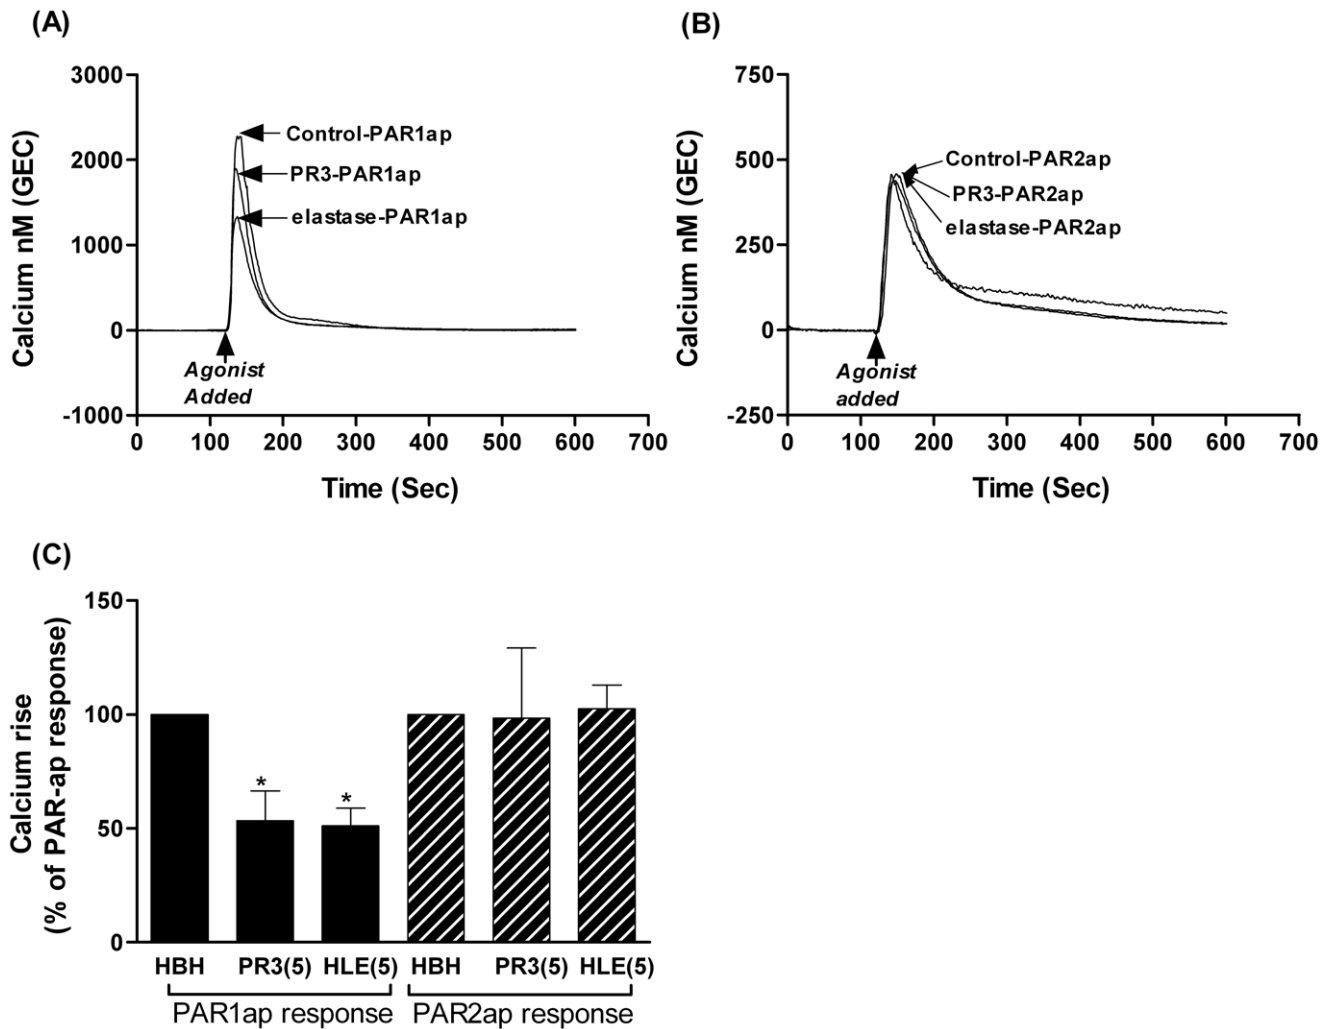 (A)
3000
2000
1000
0
-1000
Calcium nM (GEC)
Control-PAR1ap
PR3-PAR1ap
elastase-PAR1ap
Agonist
Added
0 100 200 300 400 500 600 700
Time (Sec)
(B)
750
500
250
0
-250
Calcium nM (GEC)
Control-PAR2ap
PR3-PAR2ap
elastase-PAR2ap
Agonist
added
0 100 200 300 400 500 600 700
Time (Sec)
(C)
150
100
50
0
Calcium rise
(% of PAR-ap response)
* *
HBH PR3(5) HLE(5) HBH PR3(5) HLE(5)
PAR1ap response PAR2ap response